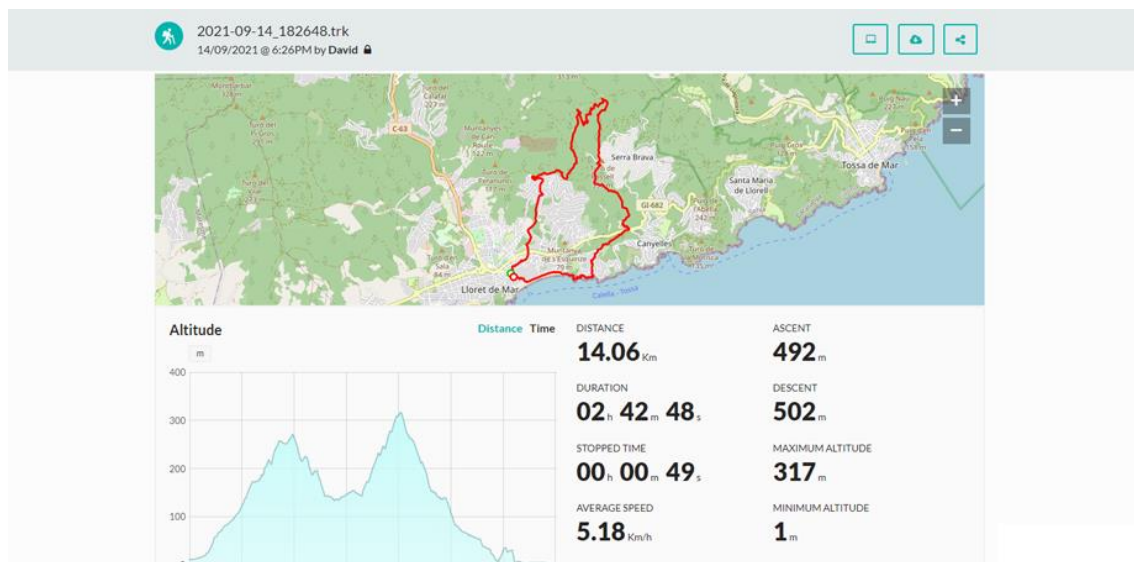 2021-09-14_182648.trk
14/09/2021 @ 6:26PM by David
C-63
Serra Brava
Tossa de Mar
Santa Maria
de Llorell
GI-682
Canyelles
Lloret de Mar
Calella - Tossa
+
−
Altitude
Distance Time
m
400
300
200
100
DISTANCE
14.06 Km
ASCENT
492 m
DURATION
02 h 42 m 48 s
DESCENT
502 m
STOPPED TIME
00 h 00 m 49 s
MAXIMUM ALTITUDE
317 m
AVERAGE SPEED
5.18 Km/h
MINIMUM ALTITUDE
1 m